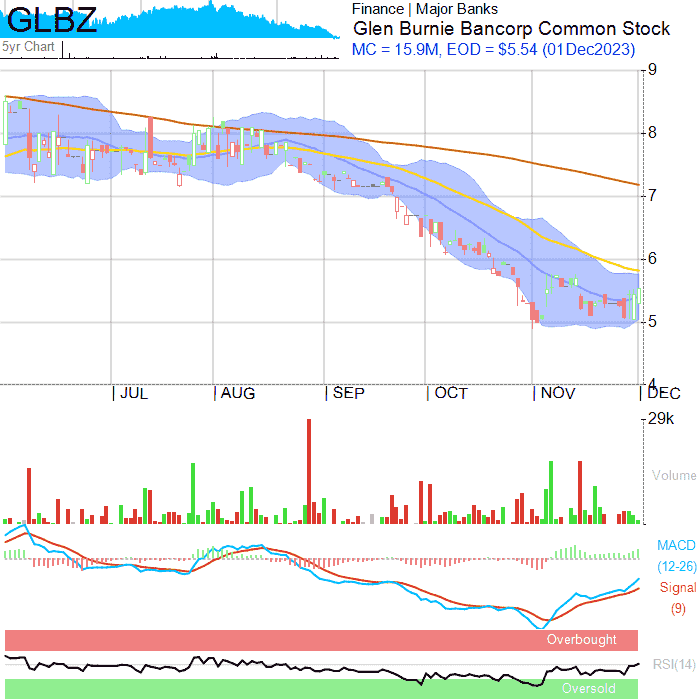 GLBZ
Finance | Major Banks
Glen Burnie Bancorp Common Stock
MC = 15.9M, EOD = $5.54 (01Dec2023)
5yr Chart
9
8
7
6
5
4
JUL AUG SEP OCT NOV DEC
29k
Volume
MACD
(12-26)
Signal
(9)
Overbought
RSI(14)
Oversold